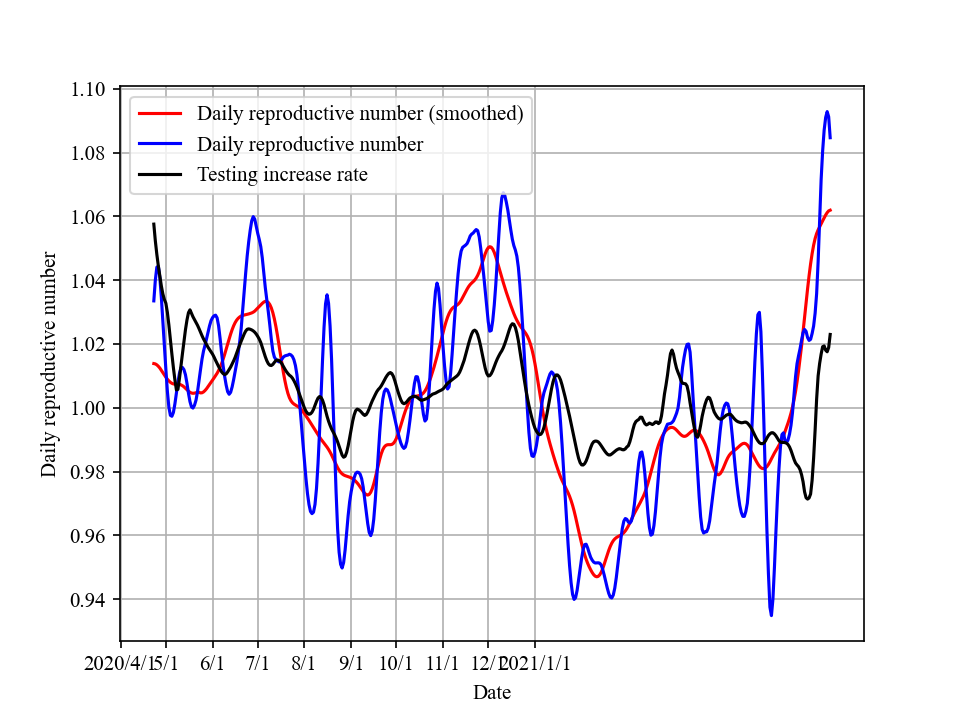 Daily reproductive number (smoothed)
Daily reproductive number
Testing increase rate
1.10
1.08
1.06
1.04
1.02
1.00
0.98
0.96
0.94
Daily reproductive number
2020/4/1 5/1 6/1 7/1 8/1 9/1 10/1 11/1 12/1 2021/1/1
Date